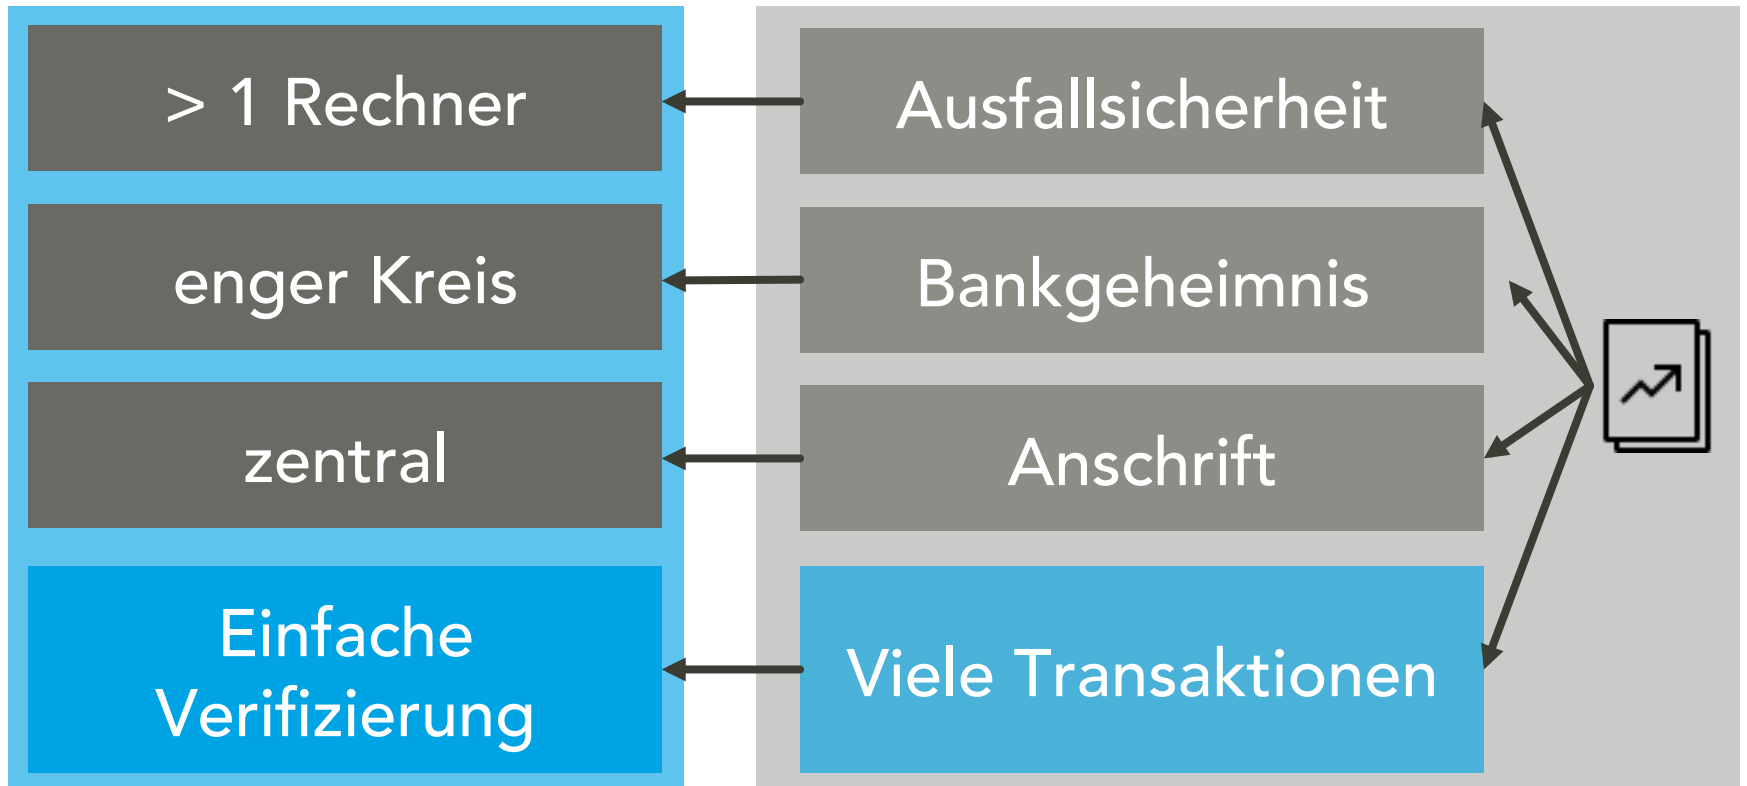 > 1 Rechner
Ausfallsicherheit
enger Kreis
Bankgeheimnis
zentral
Anschrift
Einfache
Verifizierung
Viele Transaktionen